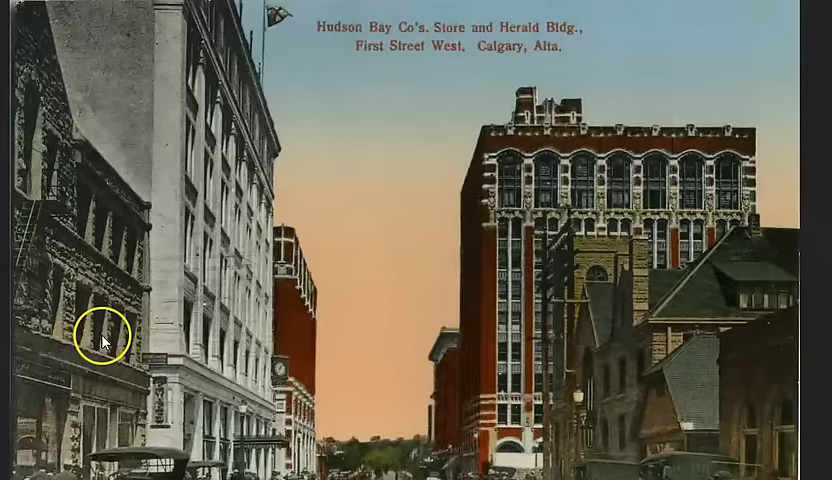 Hudson Bay Co's. Store and Herald Bldg.,
First Street West, Calgary, Alta.